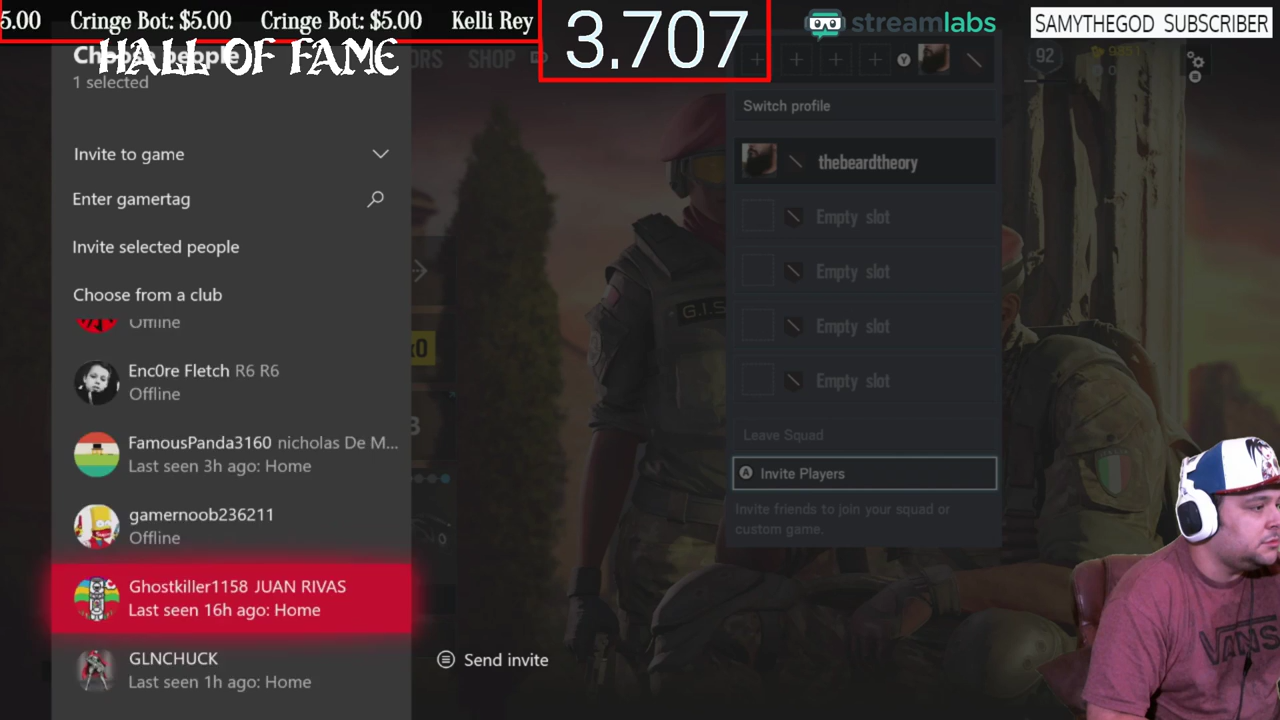 5.00 Cringe Bot: $5.00 Cringe Bot: $5.00 Kelli Rey
3.707
streamlabs
SAMYTHEGOD SUBSCRIBER
HALL OF FAME
Choose people
1 selected
SHOP
92
Y
Switch profile
Invite to game
thebeardtheory
Enter gamertag
Empty slot
Invite selected people
Empty slot
Choose from a club
Offline
Empty slot
G.I.S
Enc0re Fletch R6 R6
Offline
Empty slot
FamousPanda3160 nicholas De M...
Last seen 3h ago: Home
Leave Squad
A Invite Players
gamernoob236211
Offline
Invite friends to join your squad or
custom game.
Ghostkiller1158 JUAN RIVAS
Last seen 16h ago: Home
GLNCHUCK
Last seen 1h ago: Home
Send invite
VANS